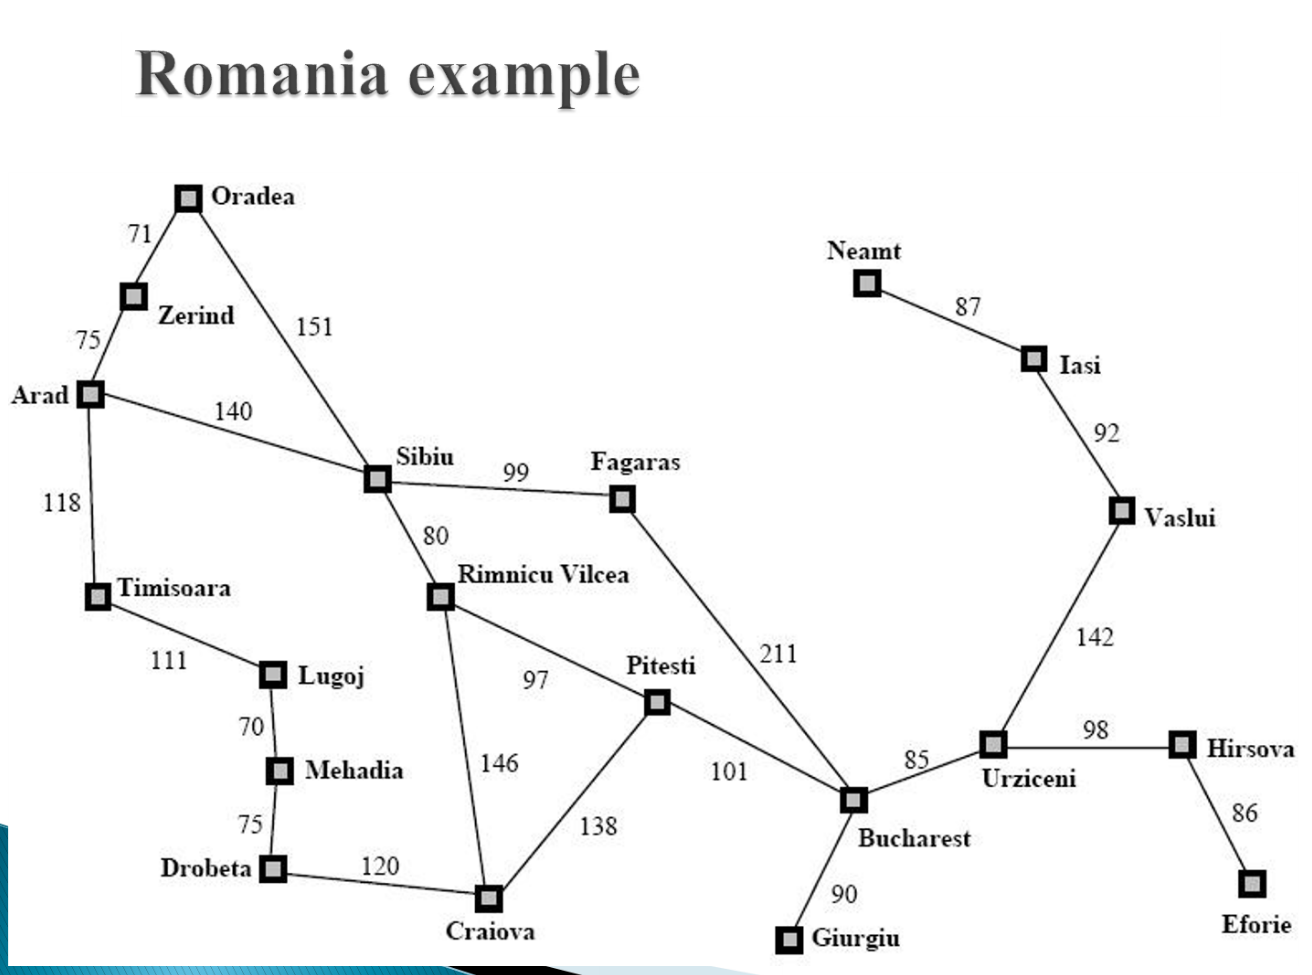 Romania example
Oradea
71
Neamt
87
Zerind
151
75
Iasi
Arad
140
92
Sibiu
Fagaras
99
118
Vaslui
80
Rimnicu Vilcea
Timisoara
142
211
111
Pitesti
Lugoj
97
70
98
146
85
Hirsova
Mehadia
101
Urziceni
86
75
138
Bucharest
Drobeta
120
90
Craiova
Giurgiu
Eforie